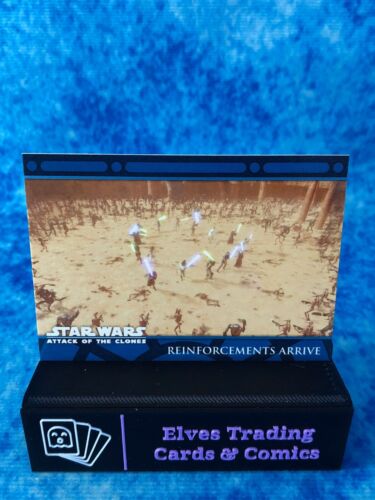 STAR WARS
ATTACK OF THE CLONES
REINFORCEMENTS ARRIVE
Elves Trading
Cards & Comics